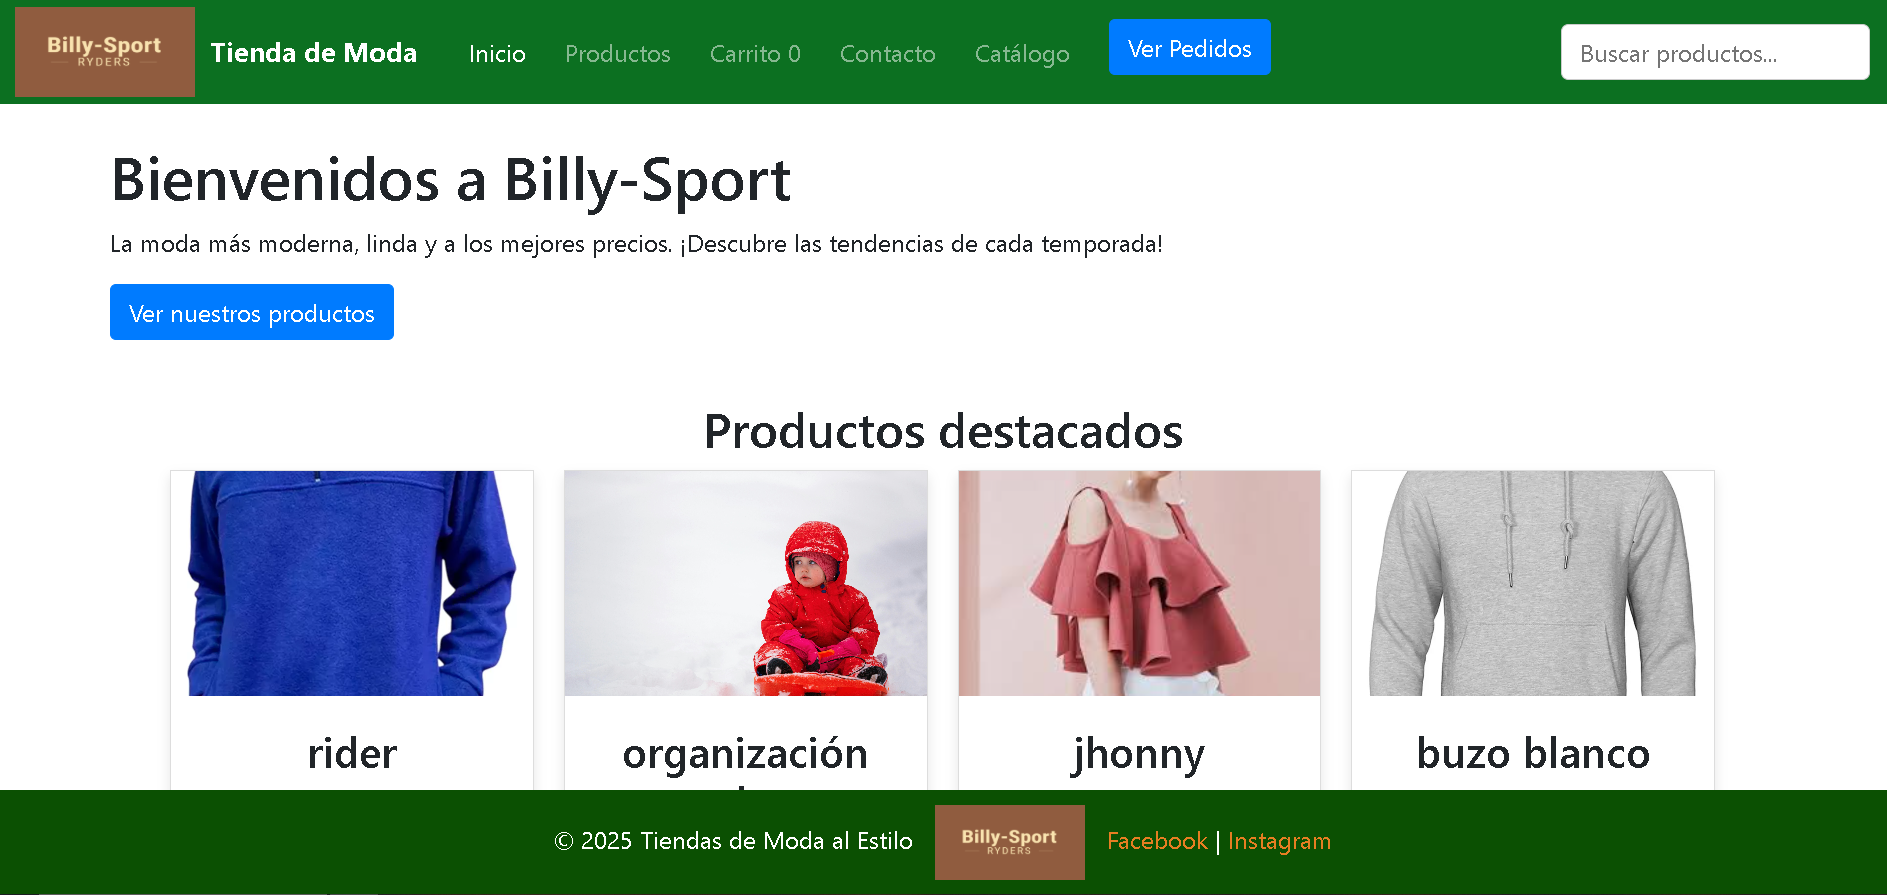 Billy-Sport
RYDERS
Tienda de Moda
Inicio
Productos
Carrito 0
Contacto
Catálogo
Ver Pedidos
Buscar productos...
Bienvenidos a Billy-Sport
La moda más moderna, linda y a los mejores precios. ¡Descubre las tendencias de cada temporada!
Ver nuestros productos
Productos destacados
rider
organización
jhonny
buzo blanco
© 2025 Tiendas de Moda al Estilo
Billy-Sport
RYDERS
Facebook | Instagram